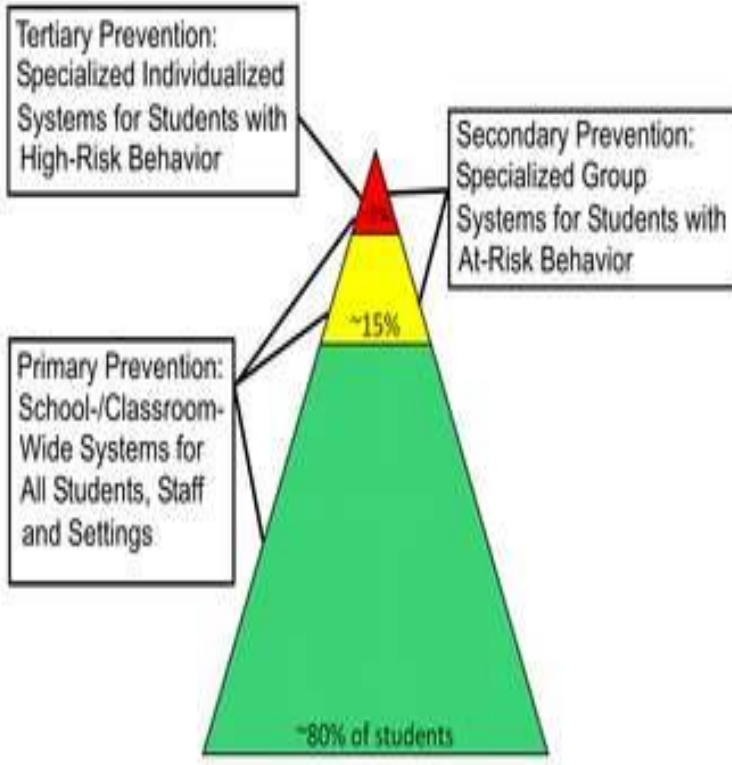 Tertiary Prevention:
Specialized Individualized
Systems for Students with
High-Risk Behavior
Secondary Prevention:
Specialized Group
Systems for Students with
At-Risk Behavior
~15%
Primary Prevention:
School-/Classroom-
Wide Systems for
All Students, Staff
and Settings
~80% of students